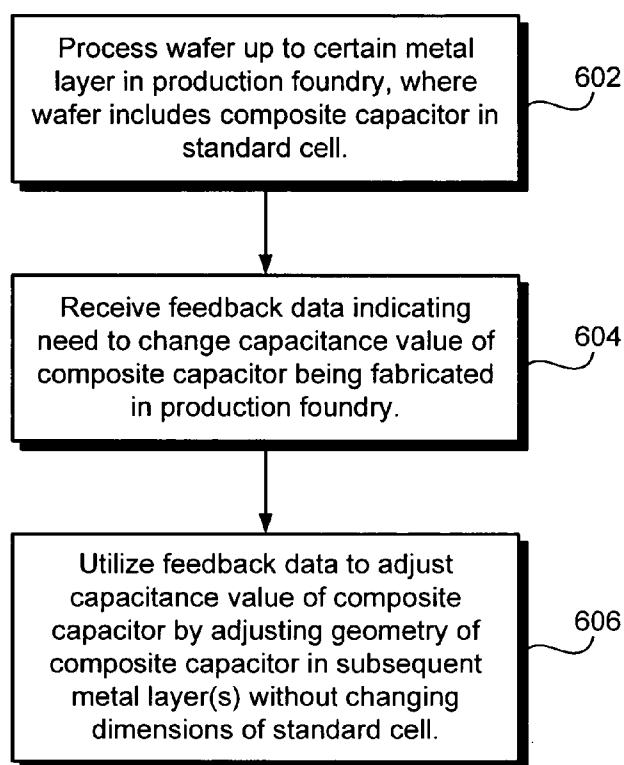 Process wafer up to certain metal
layer in production foundry, where
wafer includes composite capacitor in
standard cell.
602
Receive feedback data indicating
need to change capacitance value of
composite capacitor being fabricated
in production foundry.
604
Utilize feedback data to adjust
capacitance value of composite
capacitor by adjusting geometry of
composite capacitor in subsequent
metal layer(s) without changing
dimensions of standard cell.
606